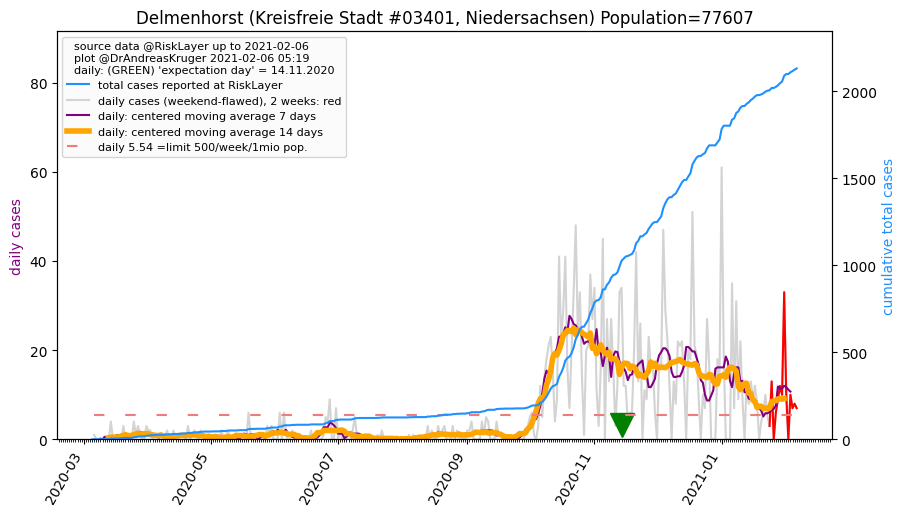 Delmenhorst (Kreisfreie Stadt #03401, Niedersachsen) Population=77607
source data @RiskLayer up to 2021-02-06
plot @DrAndreasKruger 2021-02-06 05:19
daily: (GREEN) 'expectation day' = 14.11.2020
total cases reported at RiskLayer
daily cases (weekend-flawed), 2 weeks: red
daily: centered moving average 7 days
daily: centered moving average 14 days
daily 5.54 =limit 500/week/1mio pop.
daily cases
80
60
40
20
0
cumulative total cases
2000
1500
1000
500
0
2020-03
2020-05
2020-07
2020-09
2020-11
2021-01